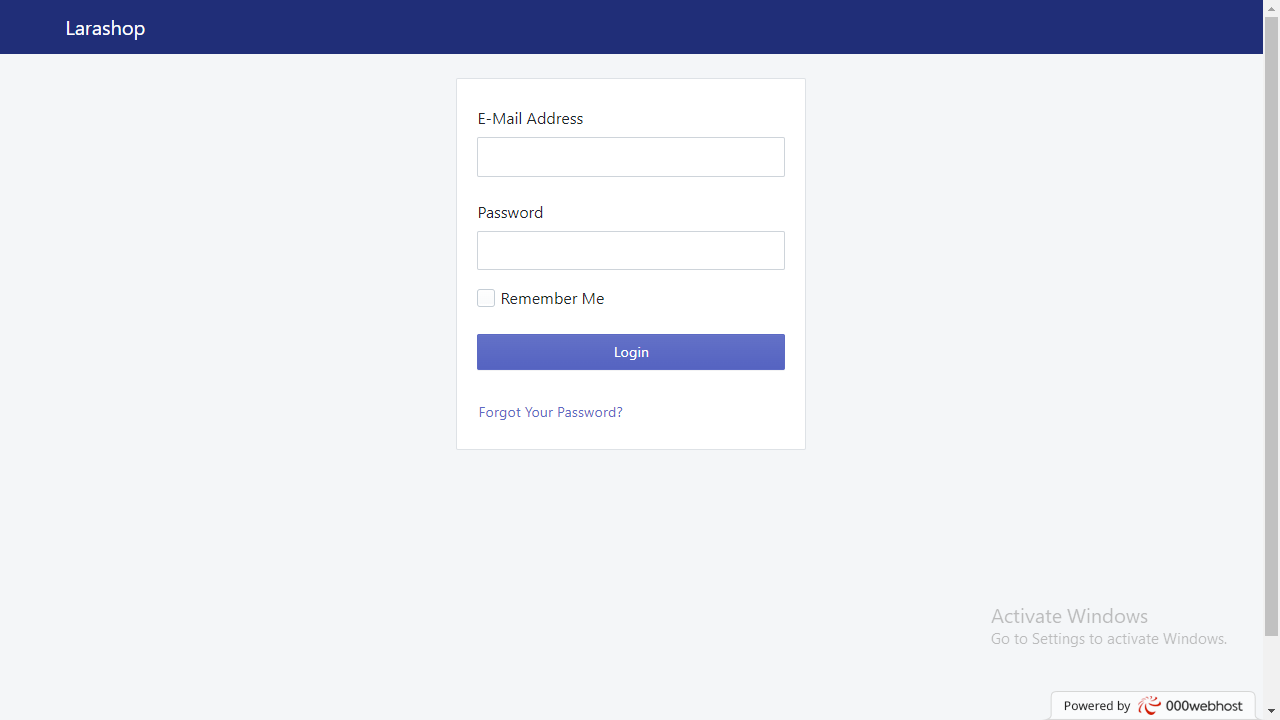 Larashop
E-Mail Address
Password
Remember Me
Login
Forgot Your Password?
Activate Windows
Go to Settings to activate Windows.
Powered by 000webhost